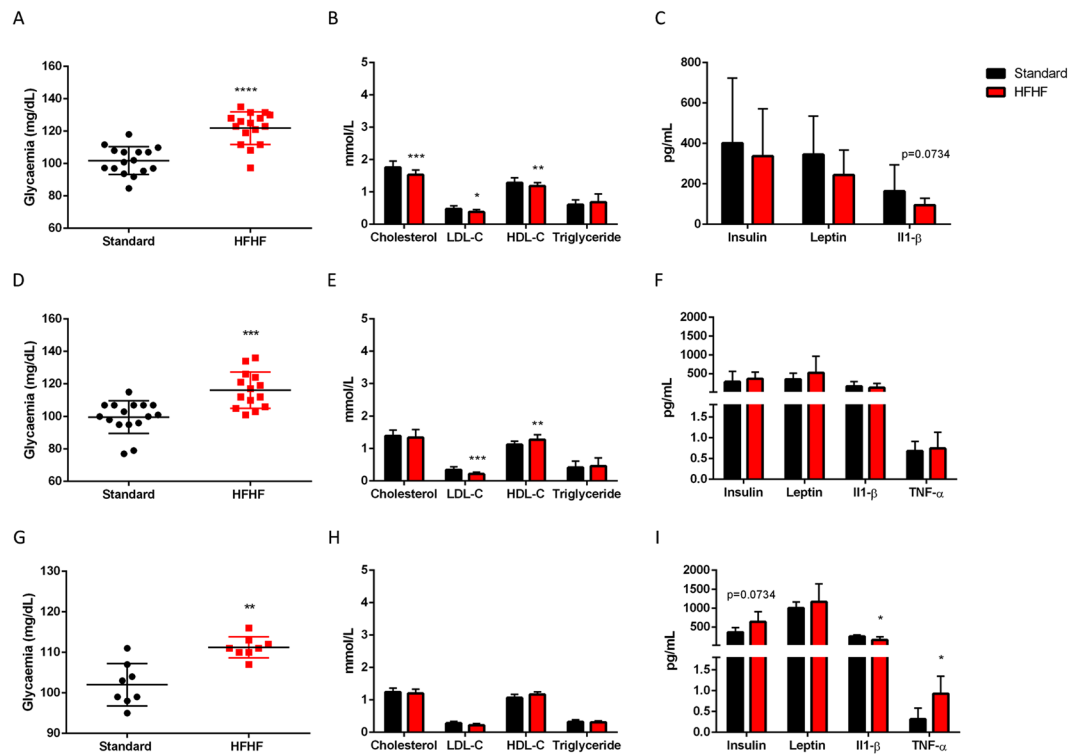 A
Glycaemia (mg/dL)
160
140
120
100
80
60
****
Standard
HFHF
B
mmol/L
5
4
3
2
1
0
***
*
**
Cholesterol
LDL-C
HDL-C
Triglyceride
C
pg/mL
800
600
400
200
0
p=0.0734
Insulin
Leptin
Il1-β
Standard
HFHF
D
Glycaemia (mg/dL)
160
140
120
100
80
60
***
Standard
HFHF
E
mmol/L
5
4
3
2
1
0
***
**
Cholesterol
LDL-C
HDL-C
Triglyceride
F
pg/mL
2000
1500
1000
500
1.5
1.0
0.5
0.0
Insulin
Leptin
Il1-β
TNF-α
G
Glycaemia (mg/dL)
130
120
110
100
90
**
Standard
HFHF
H
mmol/L
5
4
3
2
1
0
Cholesterol
LDL-C
HDL-C
Triglyceride
I
pg/mL
2000
1500
1000
500
1.5
1.0
0.5
0.0
p=0.0734
*
*
Insulin
Leptin
Il1-β
TNF-α